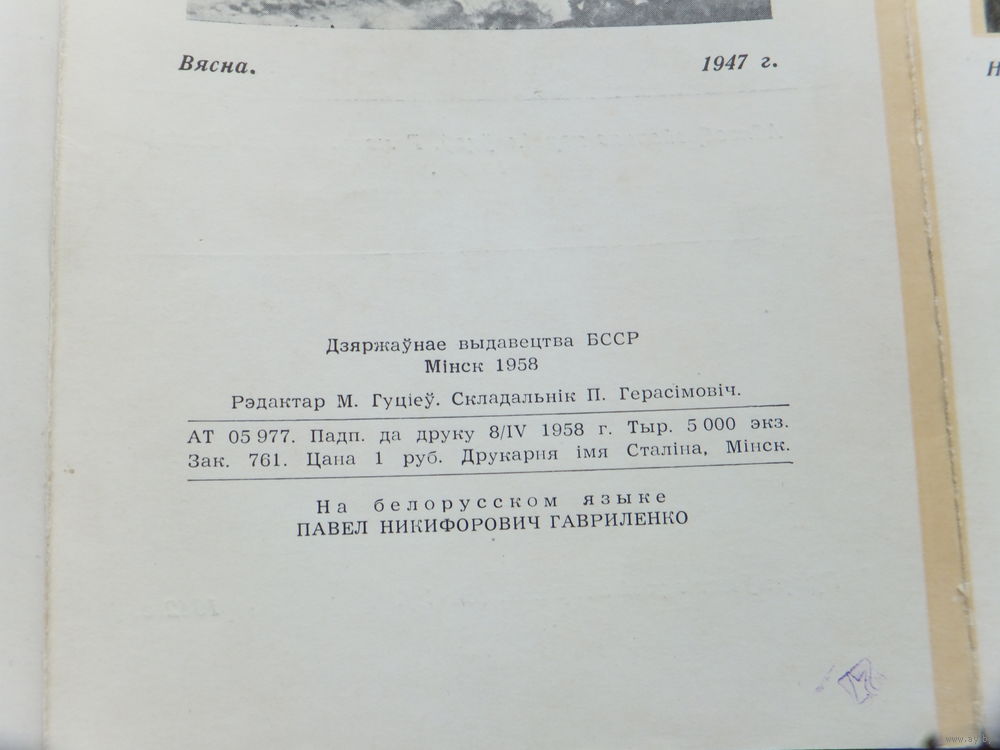 Вясна. 1947 г.
Дзяржаўнае выдавецтва БССР
Мінск 1958
Рэдактар М. Гуціеў. Складальнік П. Герасімовіч.
АТ 05 977. Падп. да друку 8/IV 1958 г. Тыр. 5 000 экз.
Зак. 761. Цана 1 руб. Друкарня імя Сталіна, Мінск.
На белорусском языке
ПАВЕЛ НИКИФОРОВИЧ ГАВРИЛЕНКО